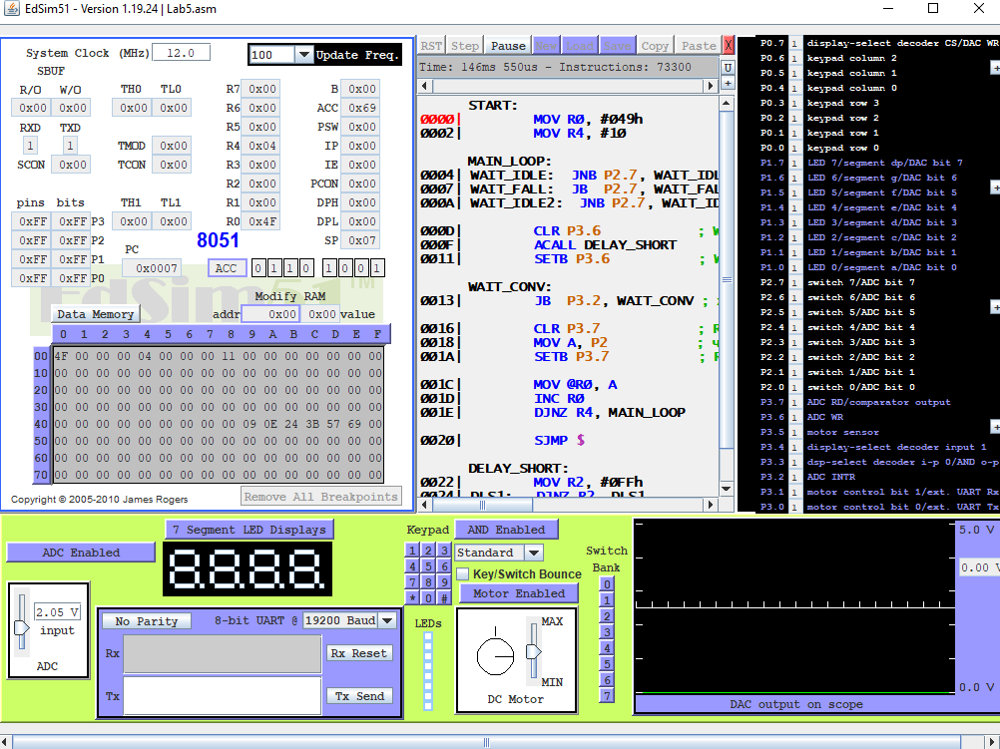 EdSim51 - Version 1.19.24 | Lab5.asm
System Clock (MHz) 12.0
100 Update Freq.
SBUF
R/O W/O TH0 TL0
0x00 0x00 0x00 0x00
RXD TXD
1 1 TMOD 0x00
SCON 0x00 TCON 0x00
pins bits TH1 TL1
0xFF 0xFF P3 0x00 0x00
0xFF 0xFF P2
0xFF 0xFF P1
0xFF 0xFF P0
PC
0x0007
8051
R7 0x00 B 0x00
R6 0x00 ACC 0x69
R5 0x00 PSW 0x00
R4 0x04 IP 0x00
R3 0x00 IE 0x00
R2 0x00 PCON 0x00
R1 0x00 DPH 0x00
R0 0x4F DPL 0x00
SP 0x07
ACC 0 1 1 0 1 0 0 1
EdSim51 TM
Modify RAM
Data Memory addr 0x00 0x00 value
0 1 2 3 4 5 6 7 8 9 A B C D E F
00 4F 00 00 00 04 00 00 00 11 00 00 00 00 00 00 00
10 00 00 00 00 00 00 00 00 00 00 00 00 00 00 00 00
20 00 00 00 00 00 00 00 00 00 00 00 00 00 00 00 00
30 00 00 00 00 00 00 00 00 00 00 00 00 00 00 00 00
40 00 00 00 00 00 00 00 00 00 09 0E 24 3B 57 69 00
50 00 00 00 00 00 00 00 00 00 00 00 00 00 00 00 00
60 00 00 00 00 00 00 00 00 00 00 00 00 00 00 00 00
70 00 00 00 00 00 00 00 00 00 00 00 00 00 00 00 00
Copyright © 2005-2010 James Rogers Remove All Breakpoints
RST Step Pause New Load Save Copy Paste X
Time: 146ms 550us - Instructions: 73300 U
+
START:
0000| MOV R0, #049h
0002| MOV R4, #10
MAIN_LOOP:
0004| WAIT_IDLE: JNB P2.7, WAIT_IDL
0007| WAIT_FALL: JB P2.7, WAIT_FAL
000A| WAIT_IDLE2: JNB P2.7, WAIT_ID
000D| CLR P3.6 ; W
000F| ACALL DELAY_SHORT
0011| SETB P3.6 ; W
WAIT_CONV:
0013| JB P3.2, WAIT_CONV ;
0016| CLR P3.7 ; R
0018| MOV A, P2 ; ч
001A| SETB P3.7 ; R
001C| MOV @R0, A
001D| INC R0
001E| DJNZ R4, MAIN_LOOP
0020| SJMP $
DELAY_SHORT:
0022| MOV R2, #0FFh
0024| DLS1: DJNZ R2, DLS1
P0.7 1 display-select decoder CS/DAC WR
P0.6 1 keypad column 2
P0.5 1 keypad column 1
P0.4 1 keypad column 0
P0.3 1 keypad row 3
P0.2 1 keypad row 2
P0.1 1 keypad row 1
P0.0 1 keypad row 0
P1.7 1 LED 7/segment dp/DAC bit 7
P1.6 1 LED 6/segment g/DAC bit 6
P1.5 1 LED 5/segment f/DAC bit 5
P1.4 1 LED 4/segment e/DAC bit 4
P1.3 1 LED 3/segment d/DAC bit 3
P1.2 1 LED 2/segment c/DAC bit 2
P1.1 1 LED 1/segment b/DAC bit 1
P1.0 1 LED 0/segment a/DAC bit 0
P2.7 1 switch 7/ADC bit 7
P2.6 1 switch 6/ADC bit 6
P2.5 1 switch 5/ADC bit 5
P2.4 1 switch 4/ADC bit 4
P2.3 1 switch 3/ADC bit 3
P2.2 1 switch 2/ADC bit 2
P2.1 1 switch 1/ADC bit 1
P2.0 1 switch 0/ADC bit 0
P3.7 1 ADC RD/comparator output
P3.6 1 ADC WR
P3.5 1 motor sensor
P3.4 1 display-select decoder input 1
P3.3 1 dsp-select decoder i-p 0/AND o-p
P3.2 1 ADC INTR
P3.1 1 motor control bit 1/ext. UART Rx
P3.0 1 motor control bit 0/ext. UART Tx
ADC Enabled
2.05 V
input
ADC
7 Segment LED Displays
8.8.8.8.
No Parity 8-bit UART @ 19200 Baud
Rx Rx Reset
Tx Tx Send
Keypad AND Enabled
1 2 3 Standard
4 5 6 Key/Switch Bounce
7 8 9 Motor Enabled
* 0 #
LEDs
MAX
MIN
DC Motor
Switch
Bank
0
1
2
3
4
5
6
7
5.0 V
0.00 V
0.0 V
DAC output on scope